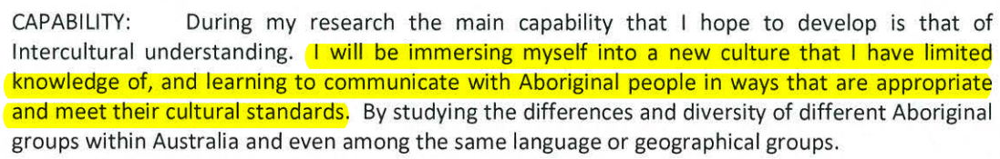 CAPABILITY: During my research the main capability that I hope to develop is that of
Intercultural understanding. I will be immersing myself into a new culture that I have limited
knowledge of, and learning to communicate with Aboriginal people in ways that are appropriate
and meet their cultural standards. By studying the differences and diversity of different Aboriginal
groups within Australia and even among the same language or geographical groups.